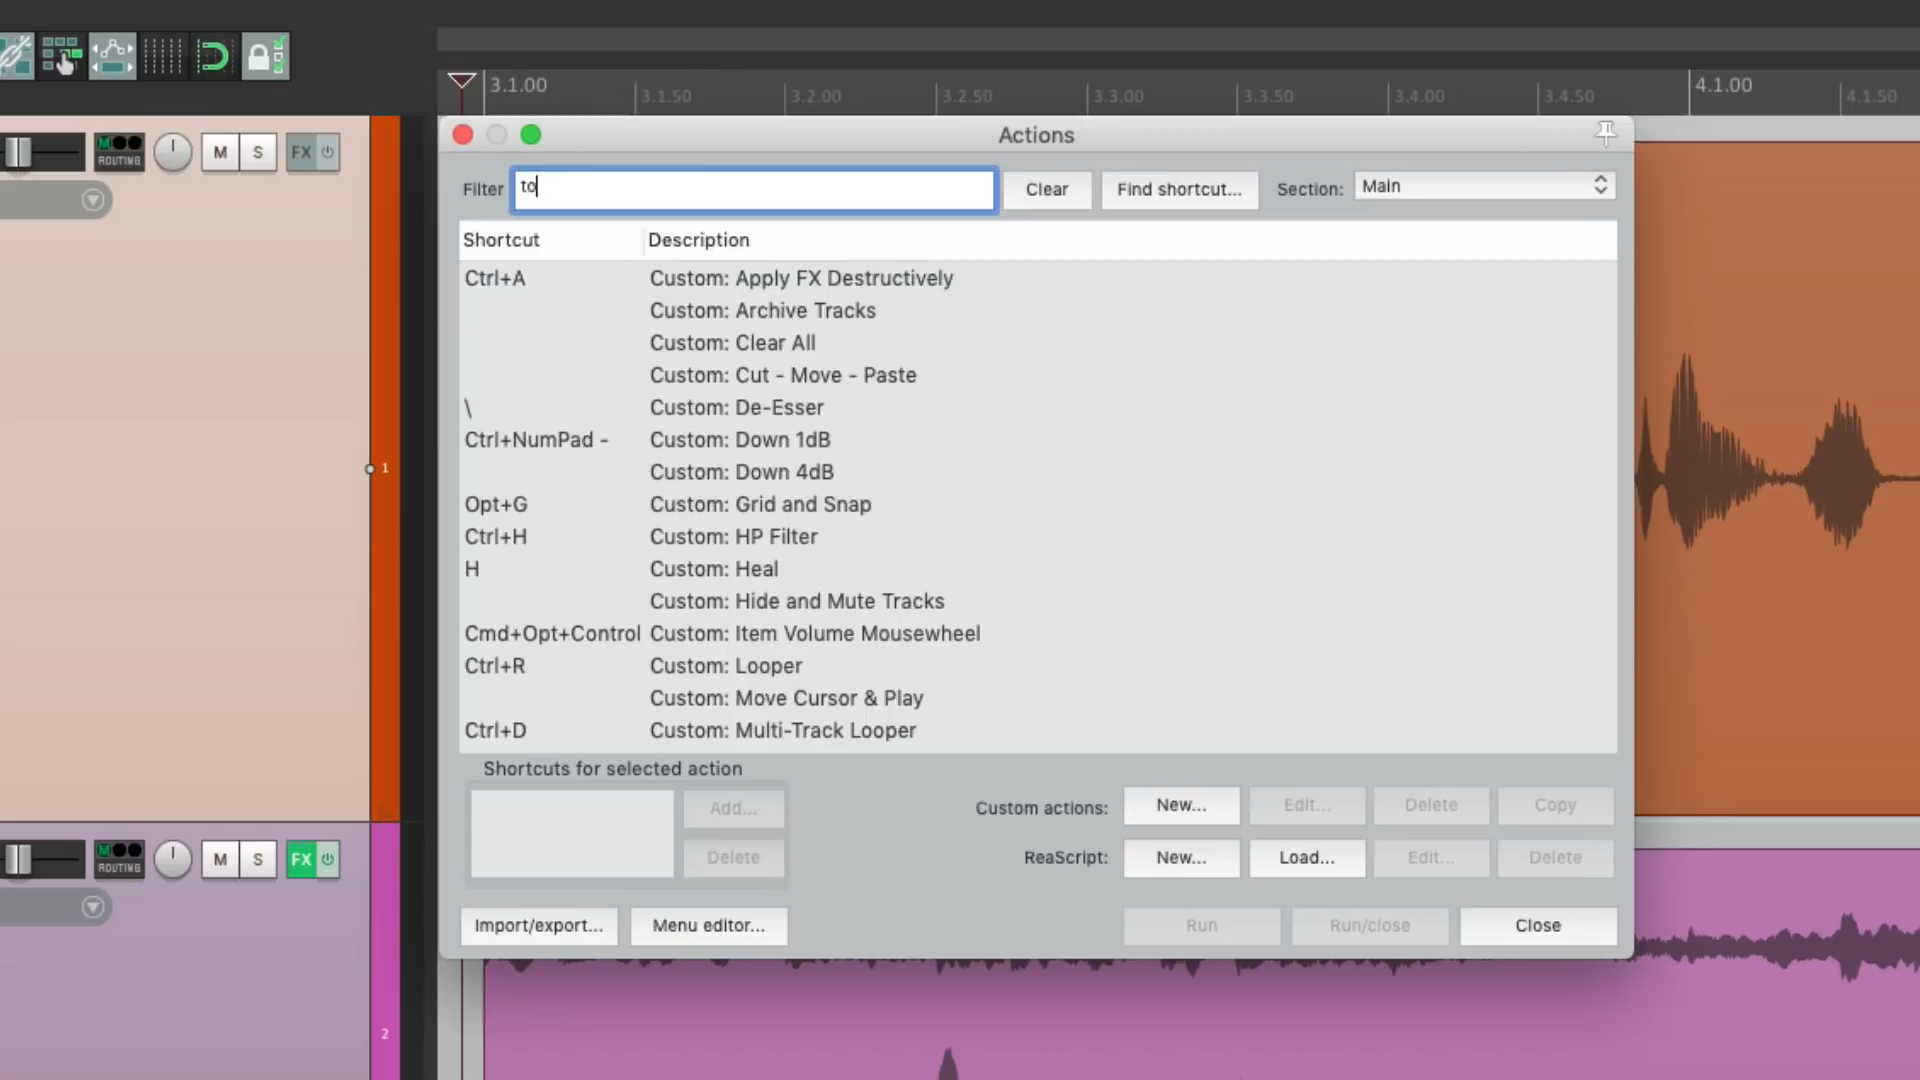 3.1.00
3.1.50
3.2.00
3.2.50
3.3.00
3.3.50
3.4.00
3.4.50
4.1.00
4.1.50
M
ROUTING
M
S
FX
1
Actions
Filter
to
Clear
Find shortcut...
Section:
Main
Shortcut
Description
Ctrl+A
Custom: Apply FX Destructively
Custom: Archive Tracks
Custom: Clear All
Custom: Cut - Move - Paste
\
Custom: De-Esser
Ctrl+NumPad -
Custom: Down 1dB
Custom: Down 4dB
Opt+G
Custom: Grid and Snap
Ctrl+H
Custom: HP Filter
H
Custom: Heal
Custom: Hide and Mute Tracks
Cmd+Opt+Control
Custom: Item Volume Mousewheel
Ctrl+R
Custom: Looper
Custom: Move Cursor & Play
Ctrl+D
Custom: Multi-Track Looper
Shortcuts for selected action
Add...
Delete
Custom actions:
New...
Edit...
Delete
Copy
ReaScript:
New...
Load...
Edit...
Delete
Import/export...
Menu editor...
Run
Run/close
Close
M
ROUTING
M
S
FX
2